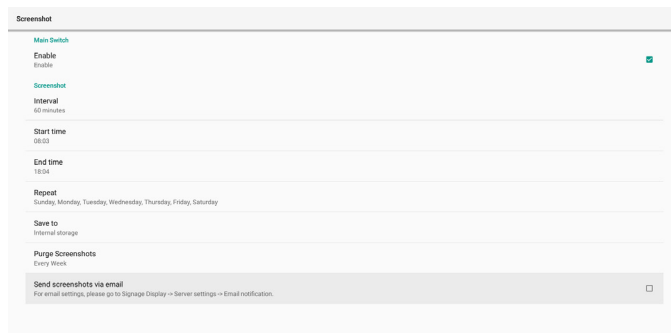 Screenshot
Main Switch
Enable
Enable
Screenshot
Interval
60 minutes
Start time
08:03
End time
18:04
Repeat
Sunday, Monday, Tuesday, Wednesday, Thursday, Friday, Saturday
Save to
Internal storage
Purge Screenshots
Every Week
Send screenshots via email
For email settings, please go to Signage Display -> Server settings -> Email notification.